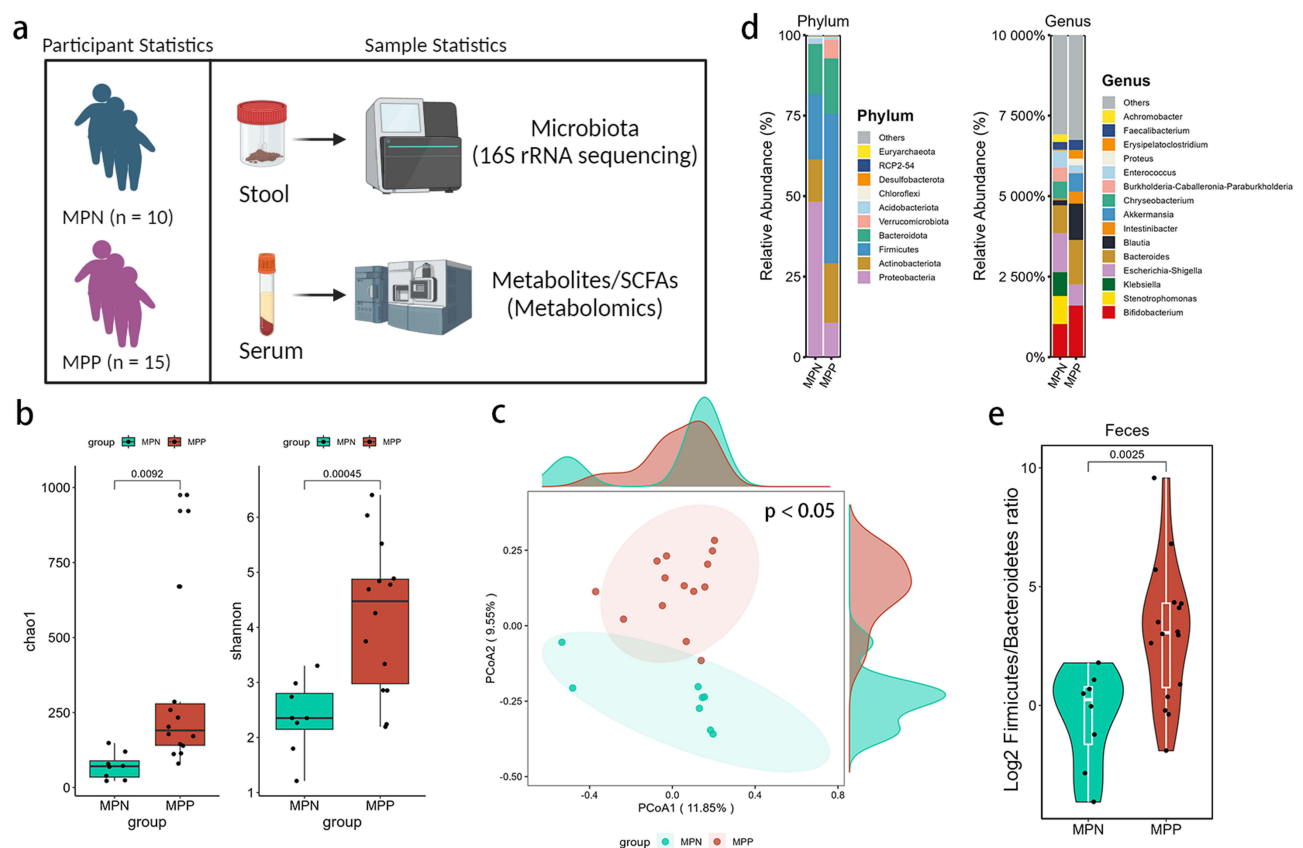 a
Participant Statistics
Sample Statistics
MPN (n = 10)
MPP (n = 15)
Stool
Serum
Microbiota
(16S rRNA sequencing)
Metabolites/SCFAs
(Metabolomics)
b
group MPN MPP
0.0092
1000
750
500
250
0
chao1
MPN MPP
group
group MPN MPP
0.00045
6
5
4
3
2
1
shannon
MPN MPP
group
c
p < 0.05
0.25
0.00
-0.25
-0.50
PCoA2 ( 9.55% )
-0.4 0.0 0.4 0.8
PCoA1 ( 11.85% )
group MPN MPP
d
Phylum
100
75
50
25
0
Relative Abundance (%)
MPN MPP
Phylum
Others
Euryarchaeota
RCP2-54
Desulfobacterota
Chloroflexi
Acidobacteriota
Verrucomicrobiota
Bacteroidota
Firmicutes
Actinobacteriota
Proteobacteria
Genus
10 000%
7 500%
5 000%
2 500%
0%
Relative Abundance (%)
MPN MPP
Genus
Others
Achromobacter
Faecalibacterium
Erysipelatoclostridium
Proteus
Enterococcus
Burkholderia-Caballeronia-Paraburkholderia
Chryseobacterium
Akkermansia
Intestinibacter
Blautia
Bacteroides
Escherichia-Shigella
Klebsiella
Stenotrophomonas
Bifidobacterium
e
Feces
0.0025
10
5
0
Log2 Firmicutes/Bacteroidetes ratio
MPN MPP